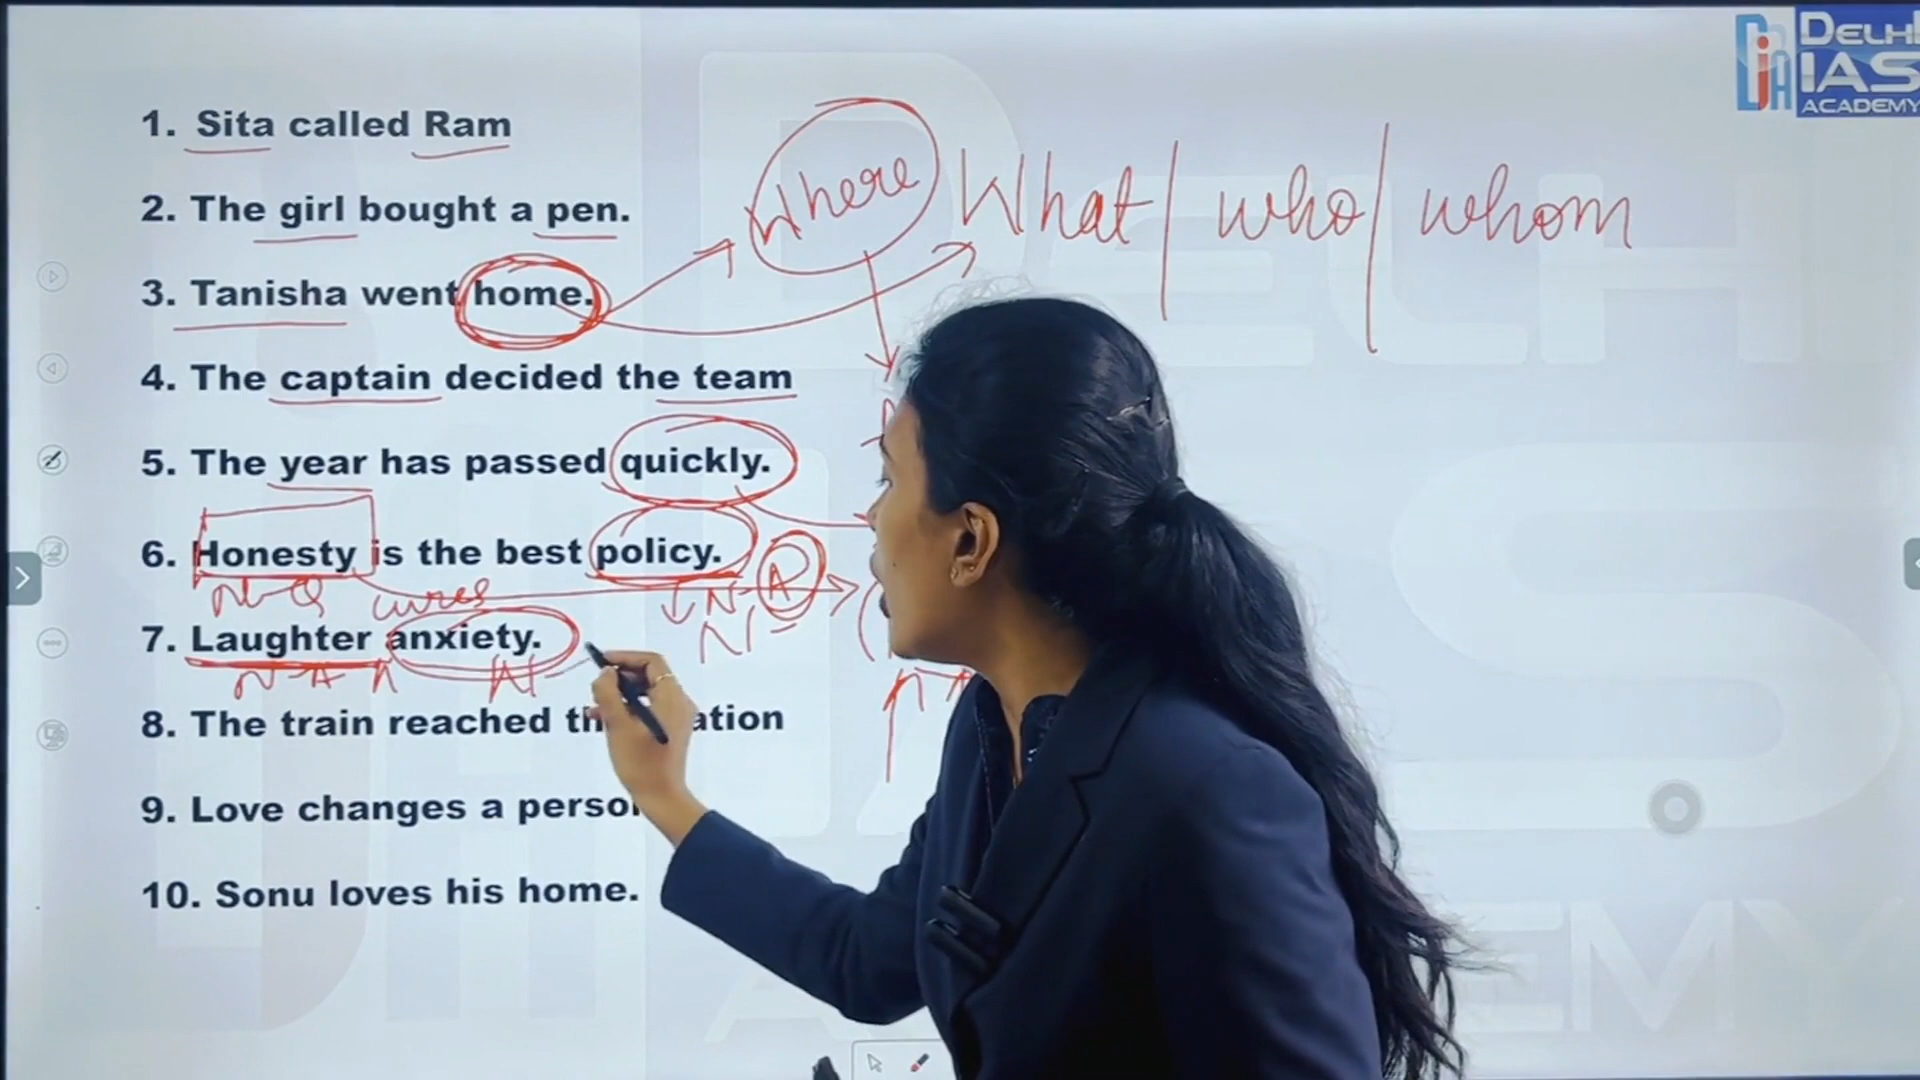 DELHI
IAS
ACADEMY
1. Sita called Ram
2. The girl bought a pen.
Where What / who / whom
3. Tanisha went home.
4. The captain decided the team
5. The year has passed quickly.
6. Honesty is the best policy.
cures
N
7. Laughter anxiety.
N
8. The train reached
9. Love changes a
10. Sonu loves his home.